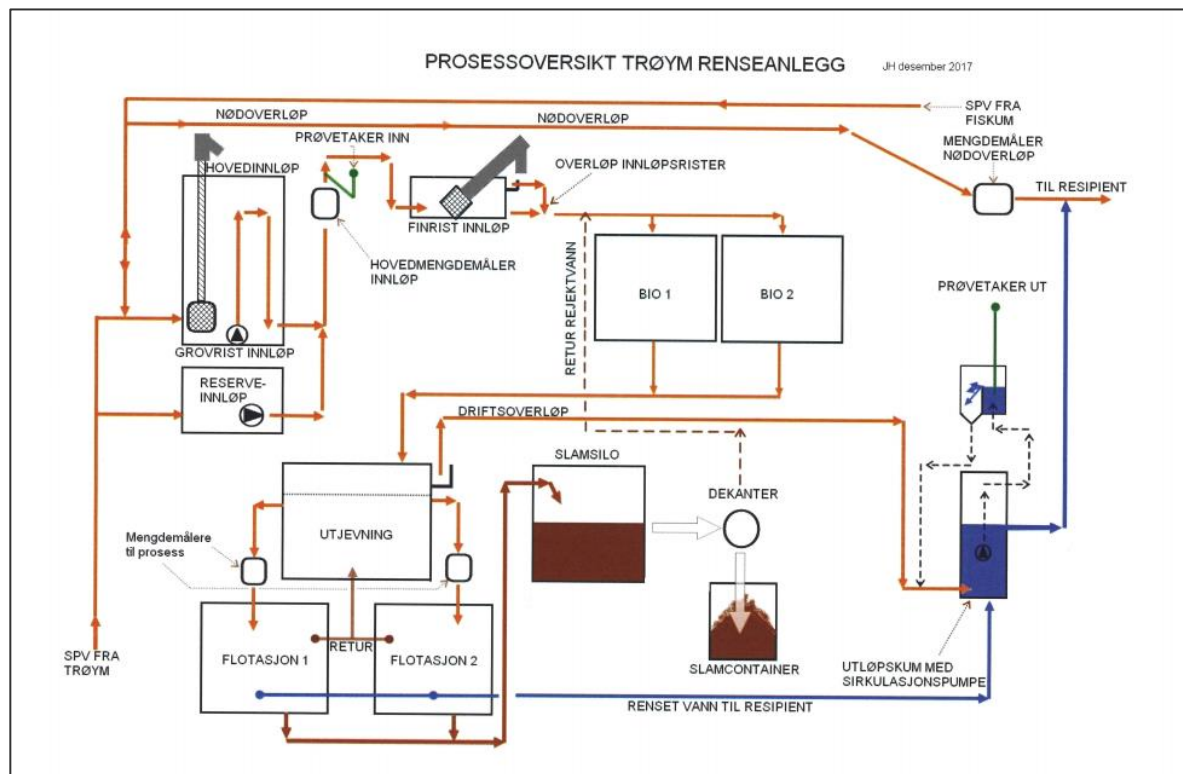 PROSESSOVERSIKT TRØYM RENSEANLEGG
JH desember 2017
SPV FRA
FISKUM
NØDOVERLØP
NØDOVERLØP
MENGDEMÅLER
NØDOVERLØP
PRØVETAKER INN
HOVEDINNLØP
OVERLØP INNLØPSRISTER
TIL RESIPIENT
FINRIST INNLØP
HOVEDMENGDEMÅLER
INNLØP
RETUR REJEKTVANN
BIO 1
BIO 2
PRØVETAKER UT
GROVRIST INNLØP
RESERVE-
INNLØP
DRIFTSOVERLØP
SLAMSILO
DEKANTER
UTJEVNING
Mengdemålere
til prosess
SPV FRA
TRØYM
FLOTASJON 1
RETUR
FLOTASJON 2
SLAMCONTAINER
UTLØPSKUM MED
SIRKULASJONSPUMPE
RENSET VANN TIL RESIPIENT